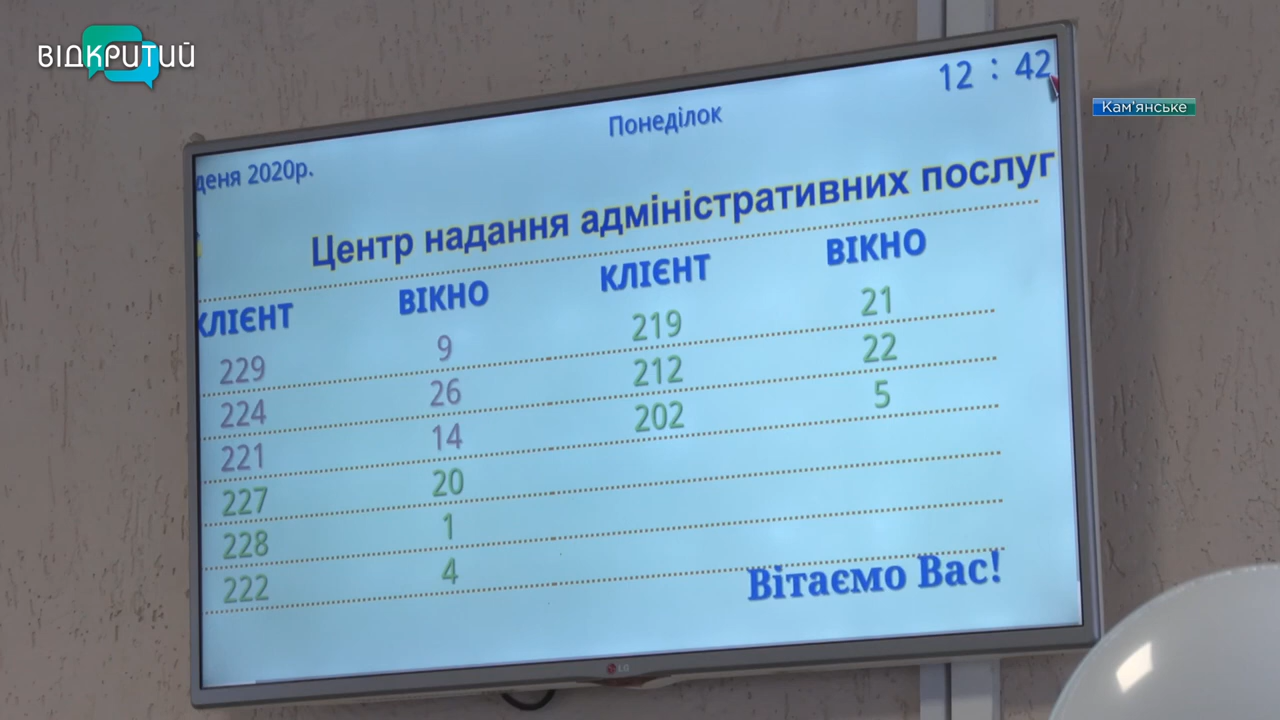 ВІДКРИТИЙ
Кам'янське
12 : 42
Понеділок
деня 2020р.
Центр надання адміністративних послуг
КЛІЄНТ ВІКНО КЛІЄНТ ВІКНО
229 9 219 21
224 26 212 22
221 14 202 5
227 20
228 1
222 4
Вітаємо Вас!
LG